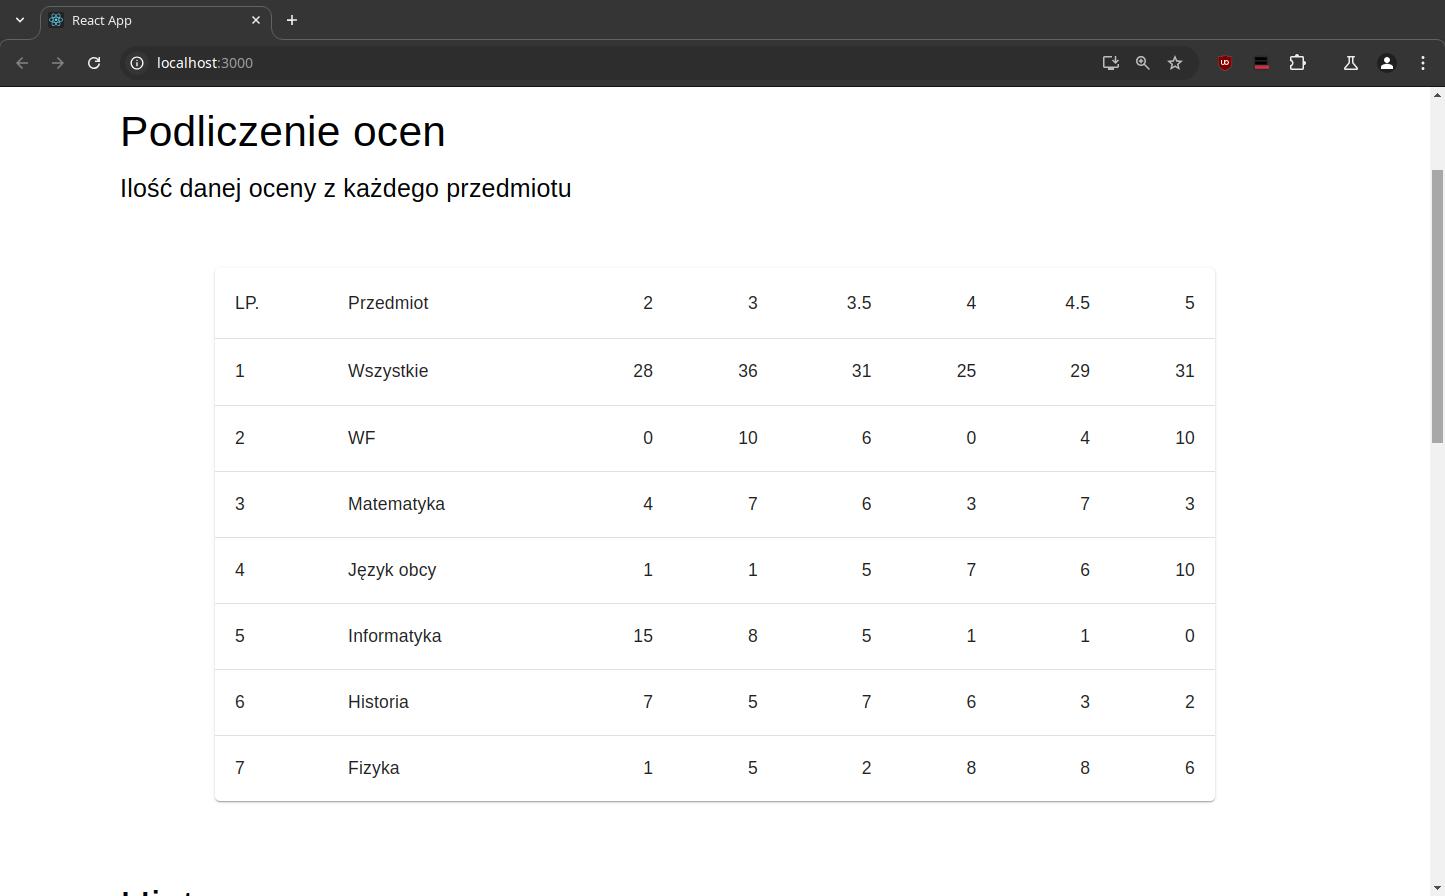 React App
localhost:3000
Podliczenie ocen
Ilość danej oceny z każdego przedmiotu
LP. Przedmiot 2 3 3.5 4 4.5 5
1 Wszystkie 28 36 31 25 29 31
2 WF 0 10 6 0 4 10
3 Matematyka 4 7 6 3 7 3
4 Język obcy 1 1 5 7 6 10
5 Informatyka 15 8 5 1 1 0
6 Historia 7 5 7 6 3 2
7 Fizyka 1 5 2 8 8 6